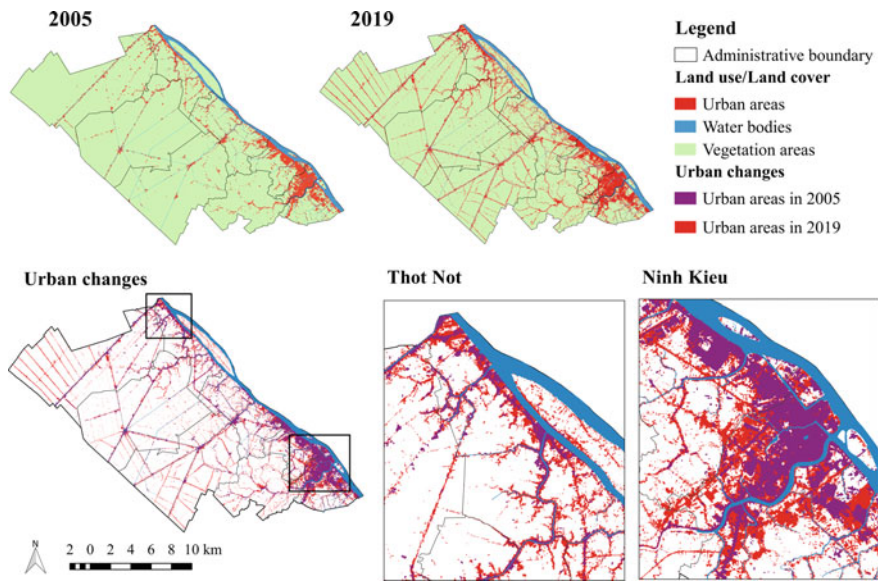 2005
2019
Legend
Administrative boundary
Land use/Land cover
Urban areas
Water bodies
Vegetation areas
Urban changes
Urban areas in 2005
Urban areas in 2019
Urban changes
Thot Not
Ninh Kieu
N
2 0 2 4 6 8 10 km